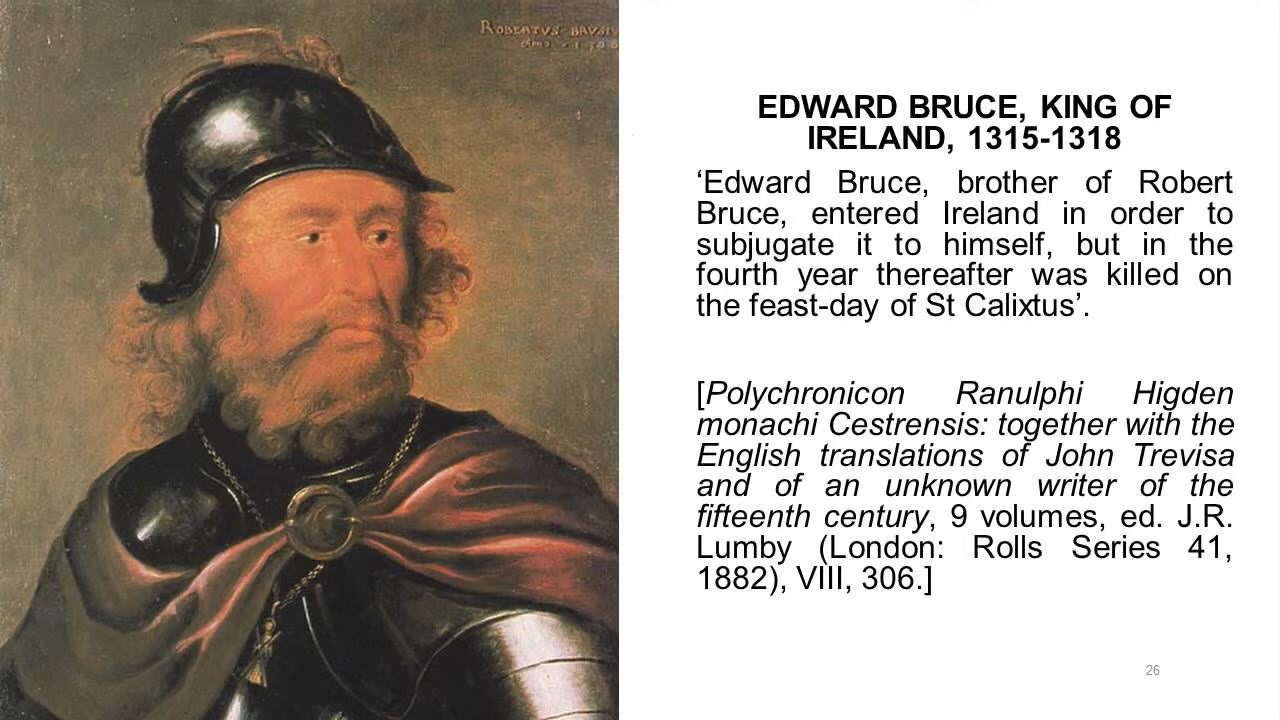 ROBERTVS BRVSIV
EDWARD BRUCE, KING OF
IRELAND, 1315-1318
‘Edward Bruce, brother of Robert
Bruce, entered Ireland in order to
subjugate it to himself, but in the
fourth year thereafter was killed on
the feast-day of St Calixtus’.
[Polychronicon Ranulphi Higden
monachi Cestrensis: together with the
English translations of John Trevisa
and of an unknown writer of the
fifteenth century, 9 volumes, ed. J.R.
Lumby (London: Rolls Series 41,
1882), VIII, 306.]
26